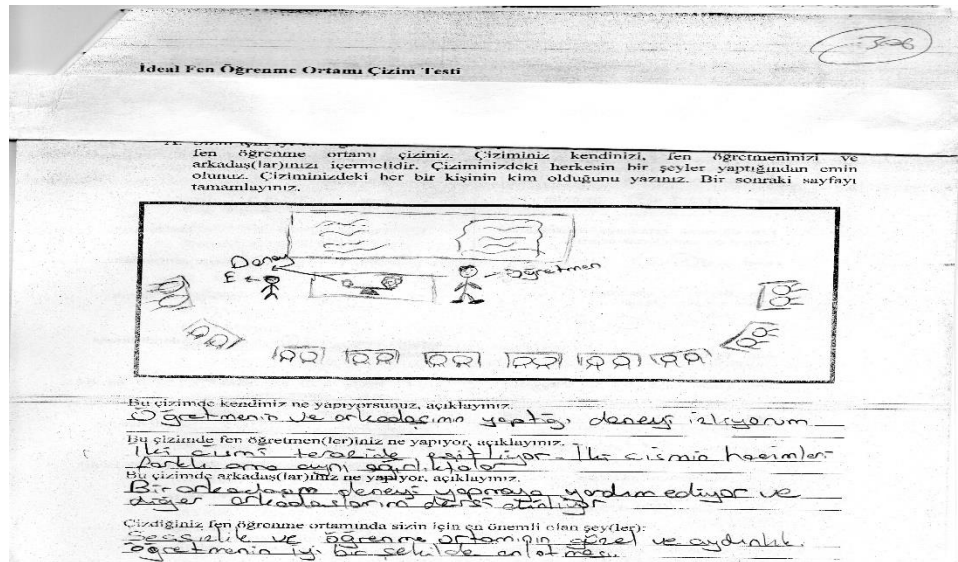 306
İdeal Fen Öğrenme Ortamı Çizim Testi
fen öğrenme ortamı çiziniz. Çiziminiz kendinizi, fen öğretmeninizi ve
arkadaş(lar)ınızı içermelidir. Çiziminizdeki herkesin bir şeyler yaptığından emin
olunuz. Çiziminizdeki her bir kişinin kim olduğunu yazınız. Bir sonraki sayfayı
tamamlayınız.
Deney
E
öğretmen
Bu çizimde kendiniz ne yapıyorsunuz, açıklayınız.
Öğretmenin ve arkadaşımın yaptığı deneyi izliyorum
Bu çizimde fen öğretmen(ler)iniz ne yapıyor, açıklayınız.
İki cismi terazide eşitliyor. İki cismin hacimleri
farklı ama aynı ağırlıktalar
Bu çizimde arkadaş(lar)ınız ne yapıyor, açıklayınız.
Bir arkadaşım deneyi yapmaya yardım ediyor ve
diğer arkadaşlarım dersi dinliyor
Çizdiğiniz fen öğrenme ortamında sizin için en önemli olan şey(ler):
Sessizlik ve öğrenme ortamının güzel ve aydınlık.
öğretmenin iyi bir şekilde anlatması